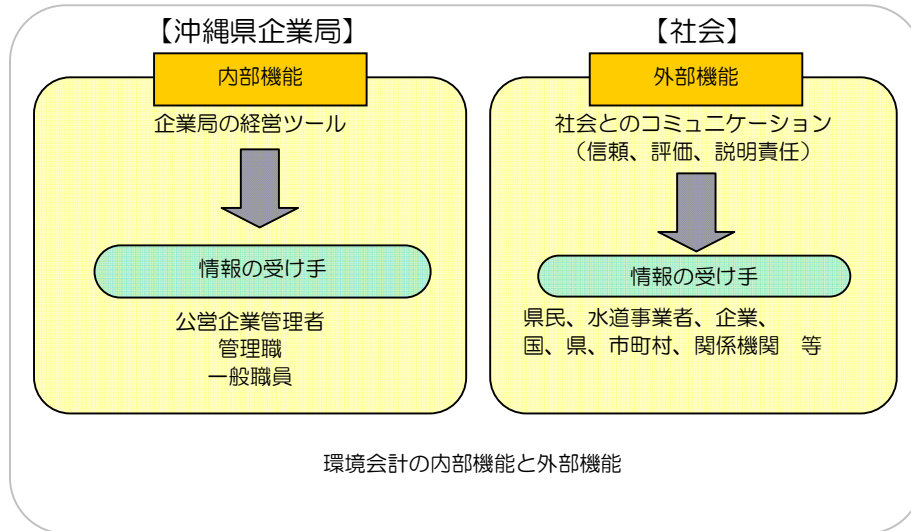 【沖縄県企業局】
内部機能
企業局の経営ツール
情報の受け手
公営企業管理者
管理職
一般職員
【社会】
外部機能
社会とのコミュニケーション
（信頼、評価、説明責任）
情報の受け手
県民、水道事業者、企業、
国、県、市町村、関係機関　等
環境会計の内部機能と外部機能